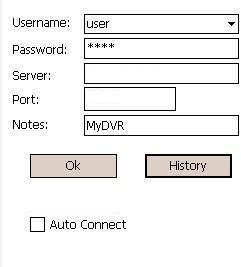 Username: user
Password: ****
Server:
Port:
Notes: MyDVR
Ok History
Auto Connect